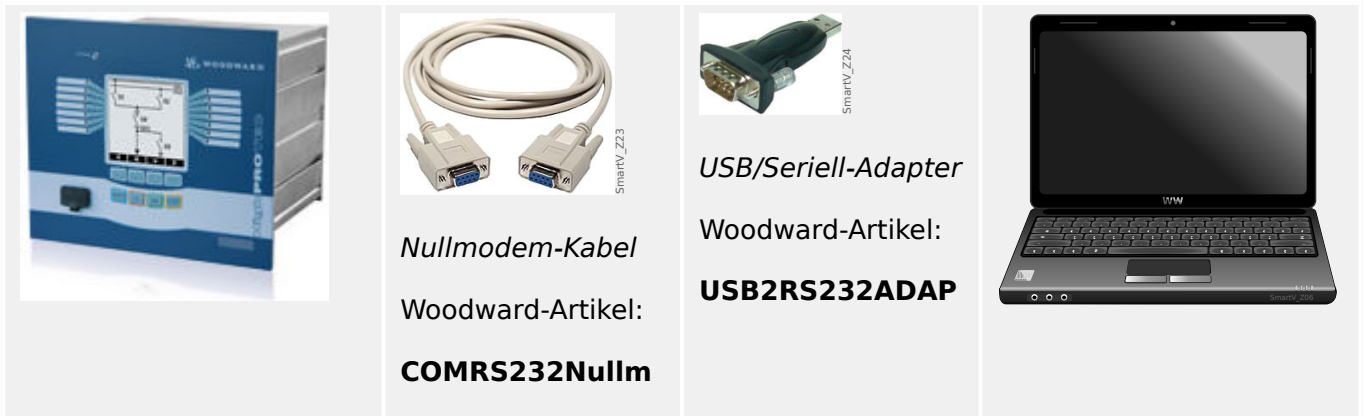 WOODWARD
SmartV_Z23
Nullmodem-Kabel
Woodward-Artikel:
COMRS232Nullm
SmartV_Z24
USB/Seriell-Adapter
Woodward-Artikel:
USB2RS232ADAP
WW
SmartV_Z06